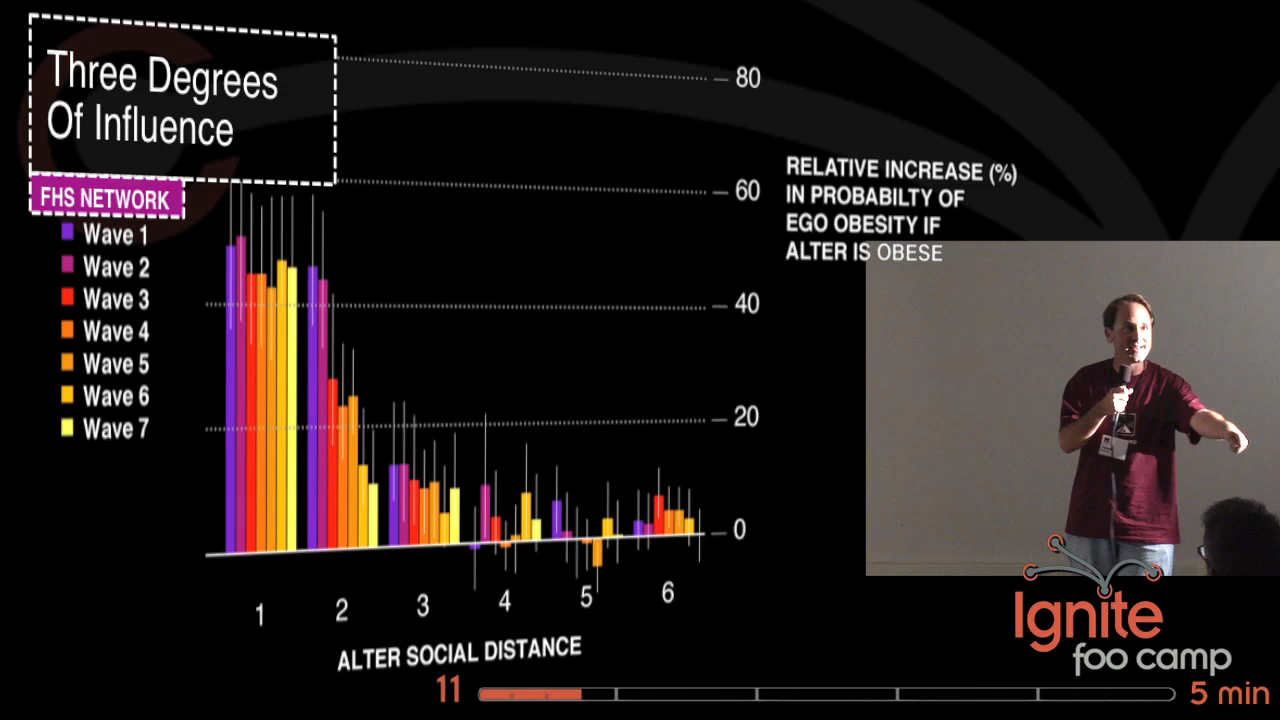 Three Degrees
Of Influence
FHS NETWORK
Wave 1
Wave 2
Wave 3
Wave 4
Wave 5
Wave 6
Wave 7
80
60
40
20
0
RELATIVE INCREASE (%)
IN PROBABILTY OF
EGO OBESITY IF
ALTER IS OBESE
1 2 3 4 5 6
ALTER SOCIAL DISTANCE
Ignite
foo camp
11
5 min